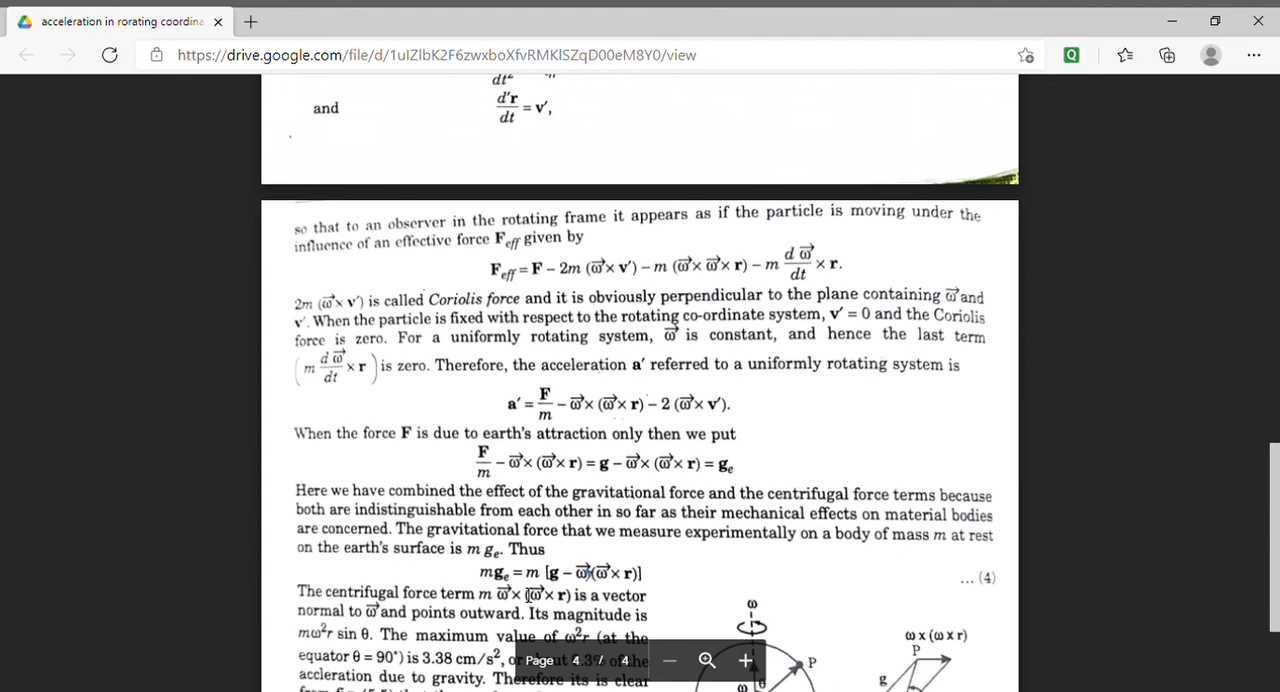 acceleration in rorating coordina
https://drive.google.com/file/d/1uIZlbK2F6zwxboXfvRMKlSZqD00eM8Y0/view
dt²
and d'r/dt = v',
so that to an observer in the rotating frame it appears as if the particle is moving under the
influence of an effective force F_eff given by
F_eff = F − 2m (ω⃗ × v') − m (ω⃗ × ω⃗ × r) − m dω⃗/dt × r.
2m (ω⃗ × v') is called Coriolis force and it is obviously perpendicular to the plane containing ω⃗ and
v'. When the particle is fixed with respect to the rotating co-ordinate system, v' = 0 and the Coriolis
force is zero. For a uniformly rotating system, ω⃗ is constant, and hence the last term
(m dω⃗/dt × r) is zero. Therefore, the acceleration a' referred to a uniformly rotating system is
a' = F/m − ω⃗ × (ω⃗ × r) − 2 (ω⃗ × v').
When the force F is due to earth's attraction only then we put
F/m − ω⃗ × (ω⃗ × r) = g − ω⃗ × (ω⃗ × r) = g_e
Here we have combined the effect of the gravitational force and the centrifugal force terms because
both are indistinguishable from each other in so far as their mechanical effects on material bodies
are concerned. The gravitational force that we measure experimentally on a body of mass m at rest
on the earth's surface is m g_e. Thus
mg_e = m [g − ω⃗×(ω⃗ × r)] ... (4)
The centrifugal force term m ω⃗ × (ω⃗ × r) is a vector
normal to ω⃗ and points outward. Its magnitude is
mω²r sin θ. The maximum value of ω²r (at the
equator θ = 90°) is 3.38 cm/s², or 0.3% of the
accleration due to gravity. Therefore its is clear
ω
ω x (ω x r)
P
P
g
ω
θ
Page 4 / 4